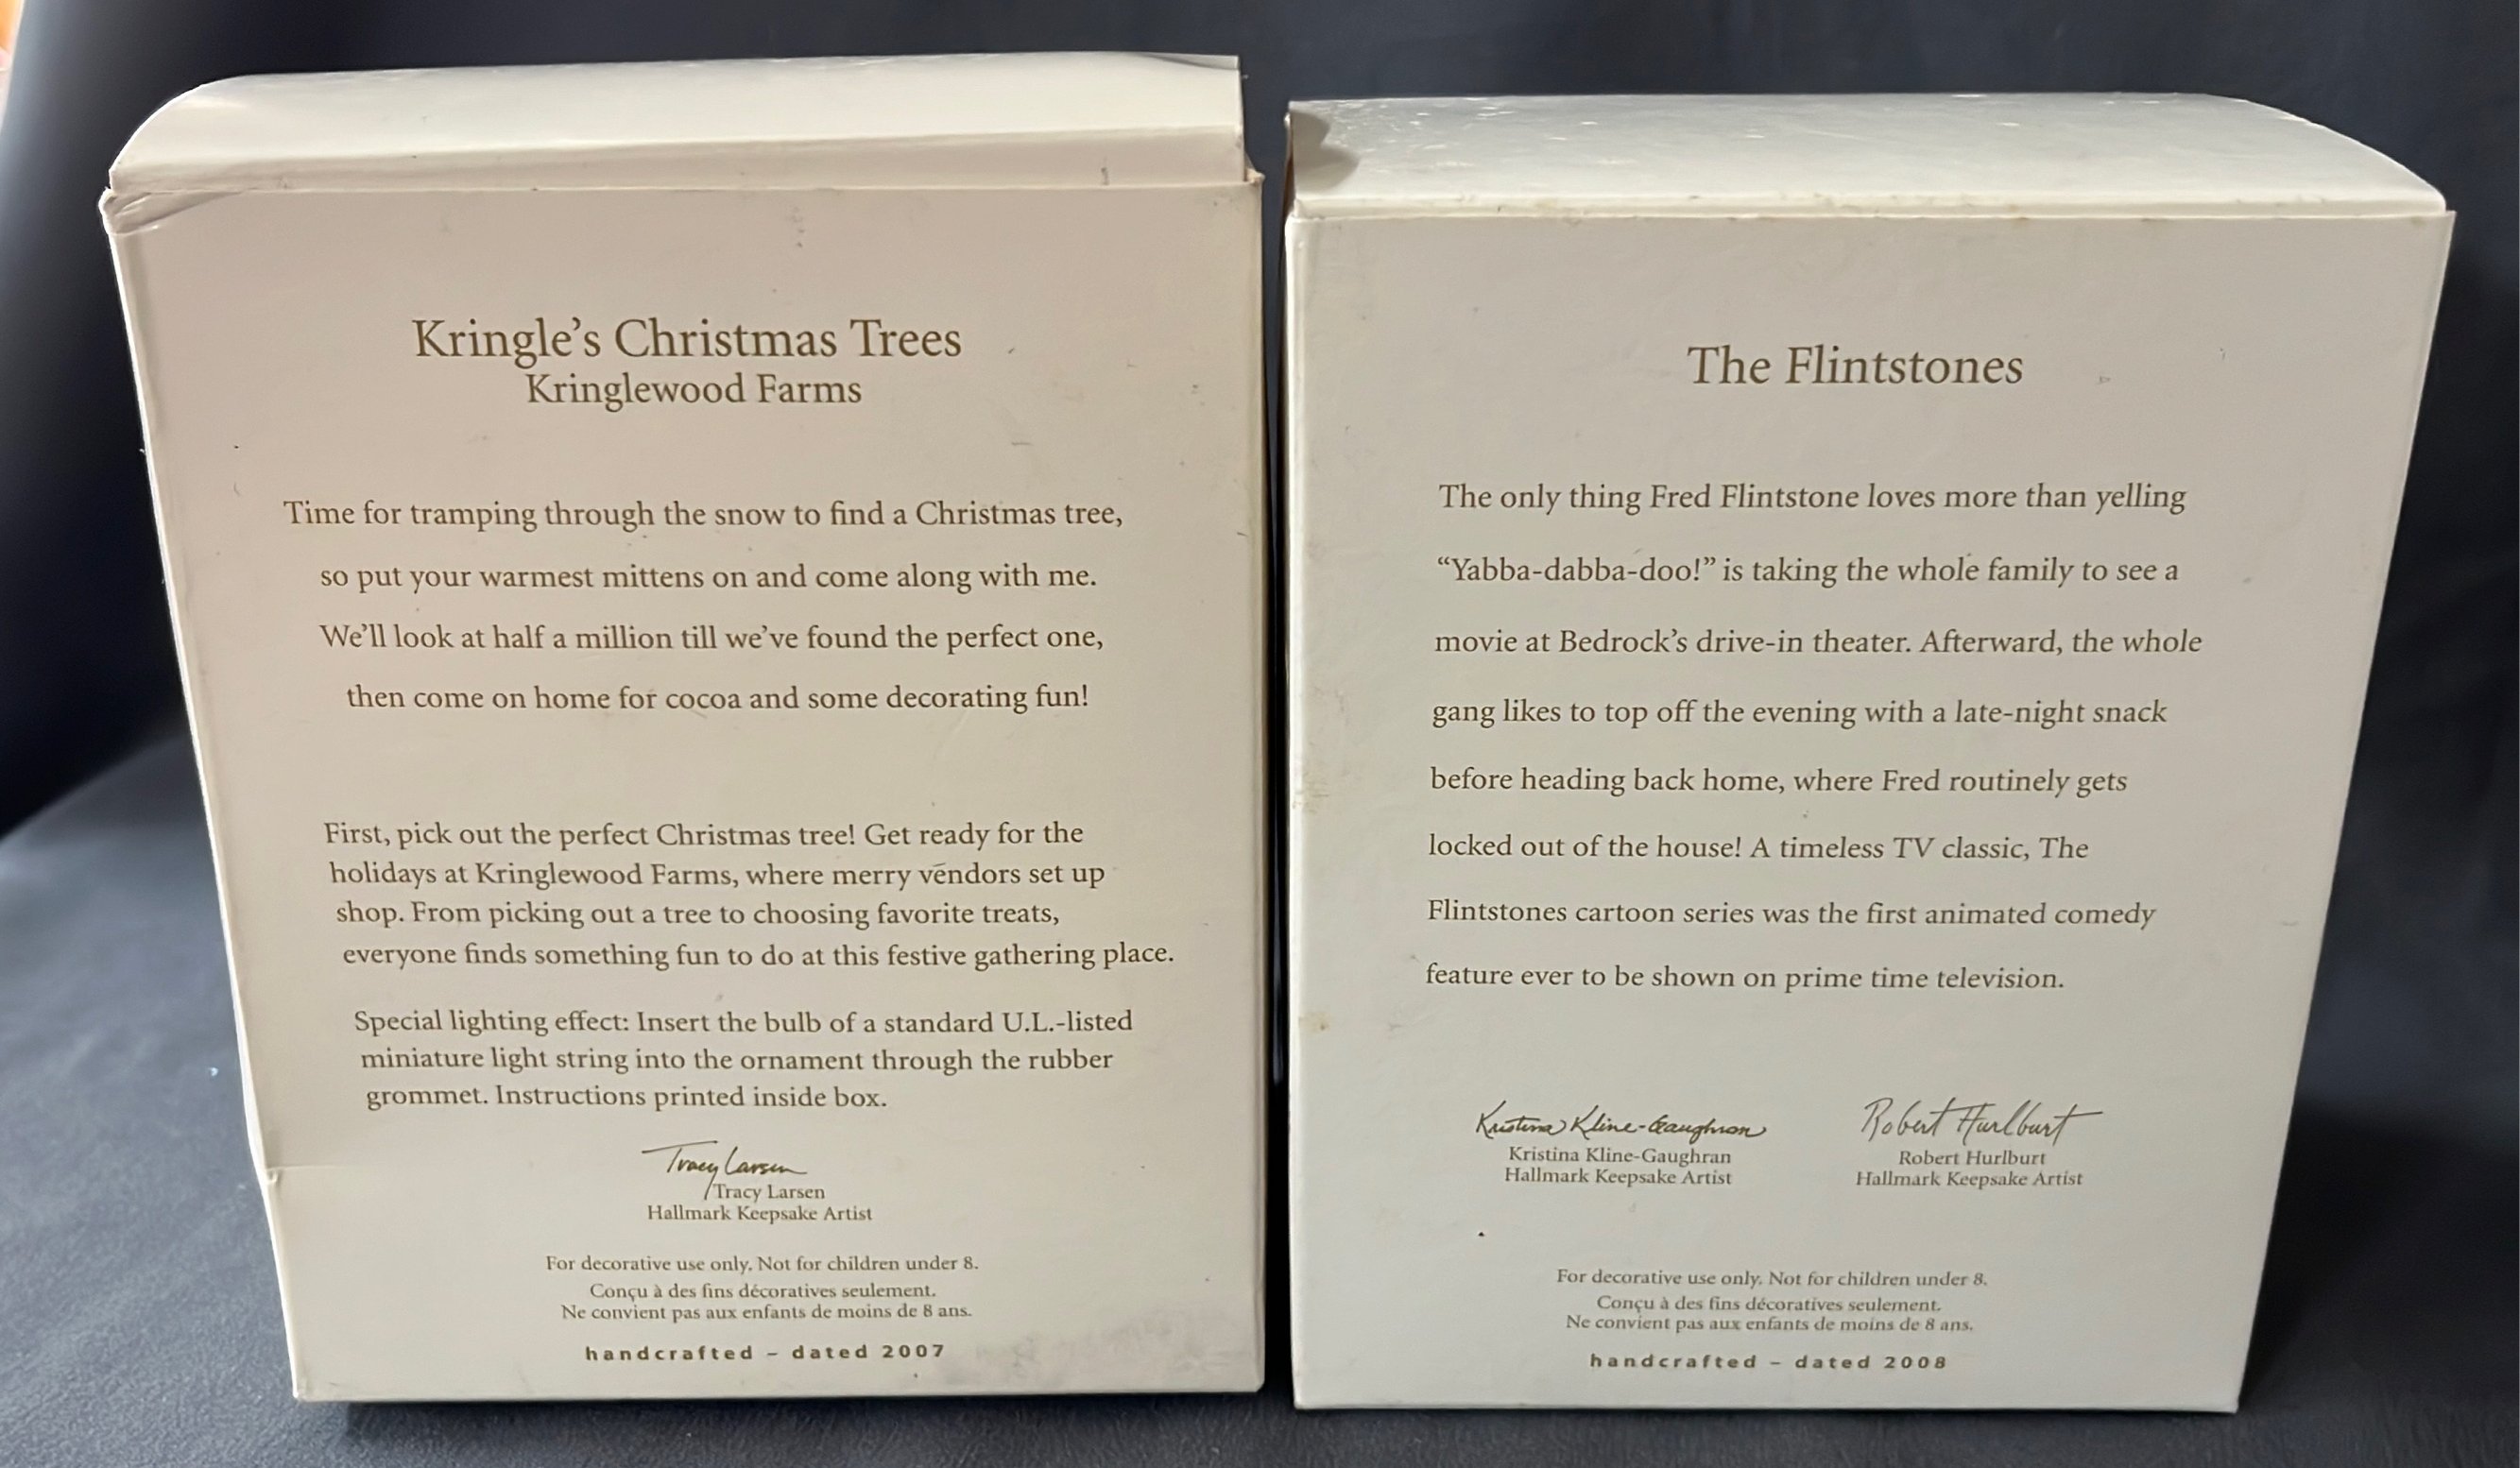 Kringle's Christmas Trees
Kringlewood Farms
Time for tramping through the snow to find a Christmas tree,
so put your warmest mittens on and come along with me.
We'll look at half a million till we've found the perfect one,
then come on home for cocoa and some decorating fun!
First, pick out the perfect Christmas tree! Get ready for the
holidays at Kringlewood Farms, where merry vendors set up
shop. From picking out a tree to choosing favorite treats,
everyone finds something fun to do at this festive gathering place.
Special lighting effect: Insert the bulb of a standard U.L.-listed
miniature light string into the ornament through the rubber
grommet. Instructions printed inside box.
Tracy Larsen
Tracy Larsen
Hallmark Keepsake Artist
For decorative use only. Not for children under 8.
Conçu à des fins décoratives seulement.
Ne convient pas aux enfants de moins de 8 ans.
handcrafted – dated 2007
The Flintstones
The only thing Fred Flintstone loves more than yelling
“Yabba-dabba-doo!” is taking the whole family to see a
movie at Bedrock's drive-in theater. Afterward, the whole
gang likes to top off the evening with a late-night snack
before heading back home, where Fred routinely gets
locked out of the house! A timeless TV classic, The
Flintstones cartoon series was the first animated comedy
feature ever to be shown on prime time television.
Kristina Kline-Gaughran
Kristina Kline-Gaughran
Hallmark Keepsake Artist
Robert Hurlburt
Robert Hurlburt
Hallmark Keepsake Artist
For decorative use only. Not for children under 8.
Conçu à des fins décoratives seulement.
Ne convient pas aux enfants de moins de 8 ans.
handcrafted – dated 2008